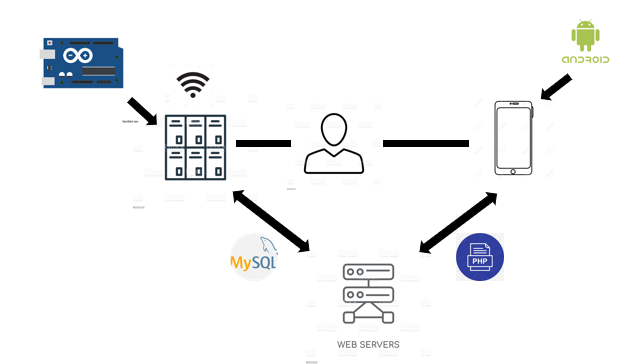 ANDROID
MySQL
PHP
WEB SERVERS